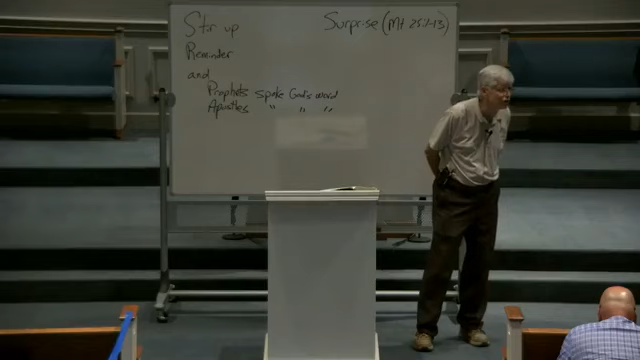 Stir up Surprise (Mt 25:1-13)
Reminder
and
Prophets spoke God's word
Apostles " " "